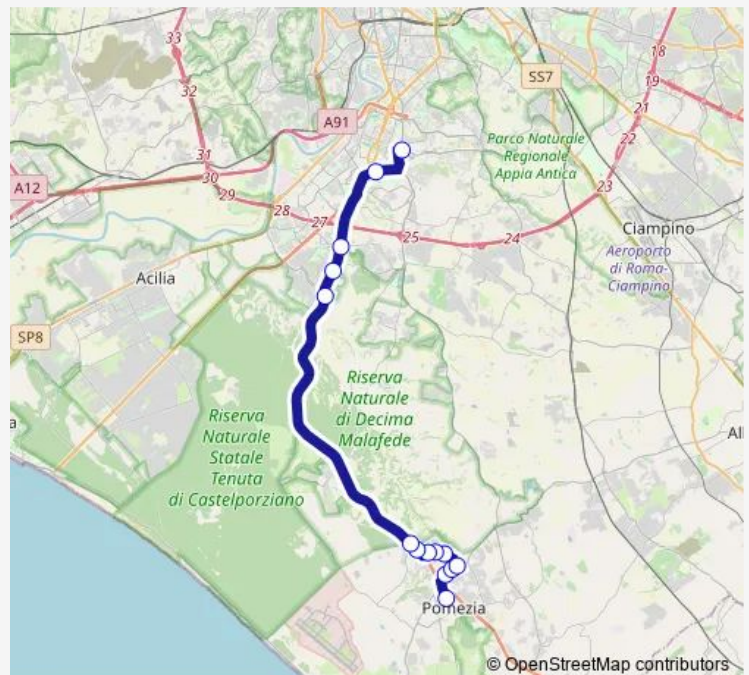 33
18
SS7
19
32
21
A91
22
Parco Naturale
Regionale
Appia Antica
31
30
A12
23
29
28
27
25
24
Ciampino
Aeroporto
di Roma-
Ciampino
Acilia
SP8
Riserva
Naturale
di Decima
Malafede
a
Riserva
Naturale
Statale
Tenuta
di Castelporziano
Al
Pomezia
© OpenStreetMap contributors